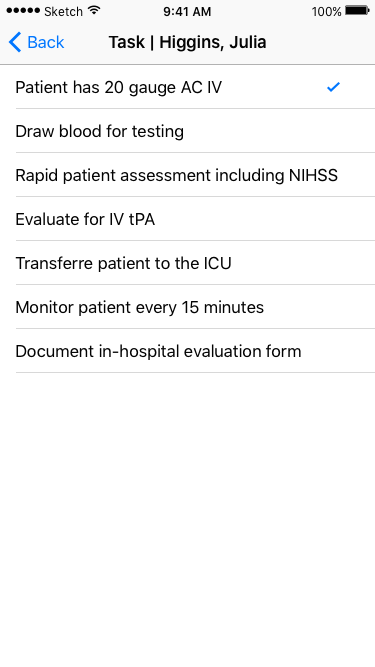 Sketch 9:41 AM 100%
Back Task | Higgins, Julia
Patient has 20 gauge AC IV
Draw blood for testing
Rapid patient assessment including NIHSS
Evaluate for IV tPA
Transferre patient to the ICU
Monitor patient every 15 minutes
Document in-hospital evaluation form